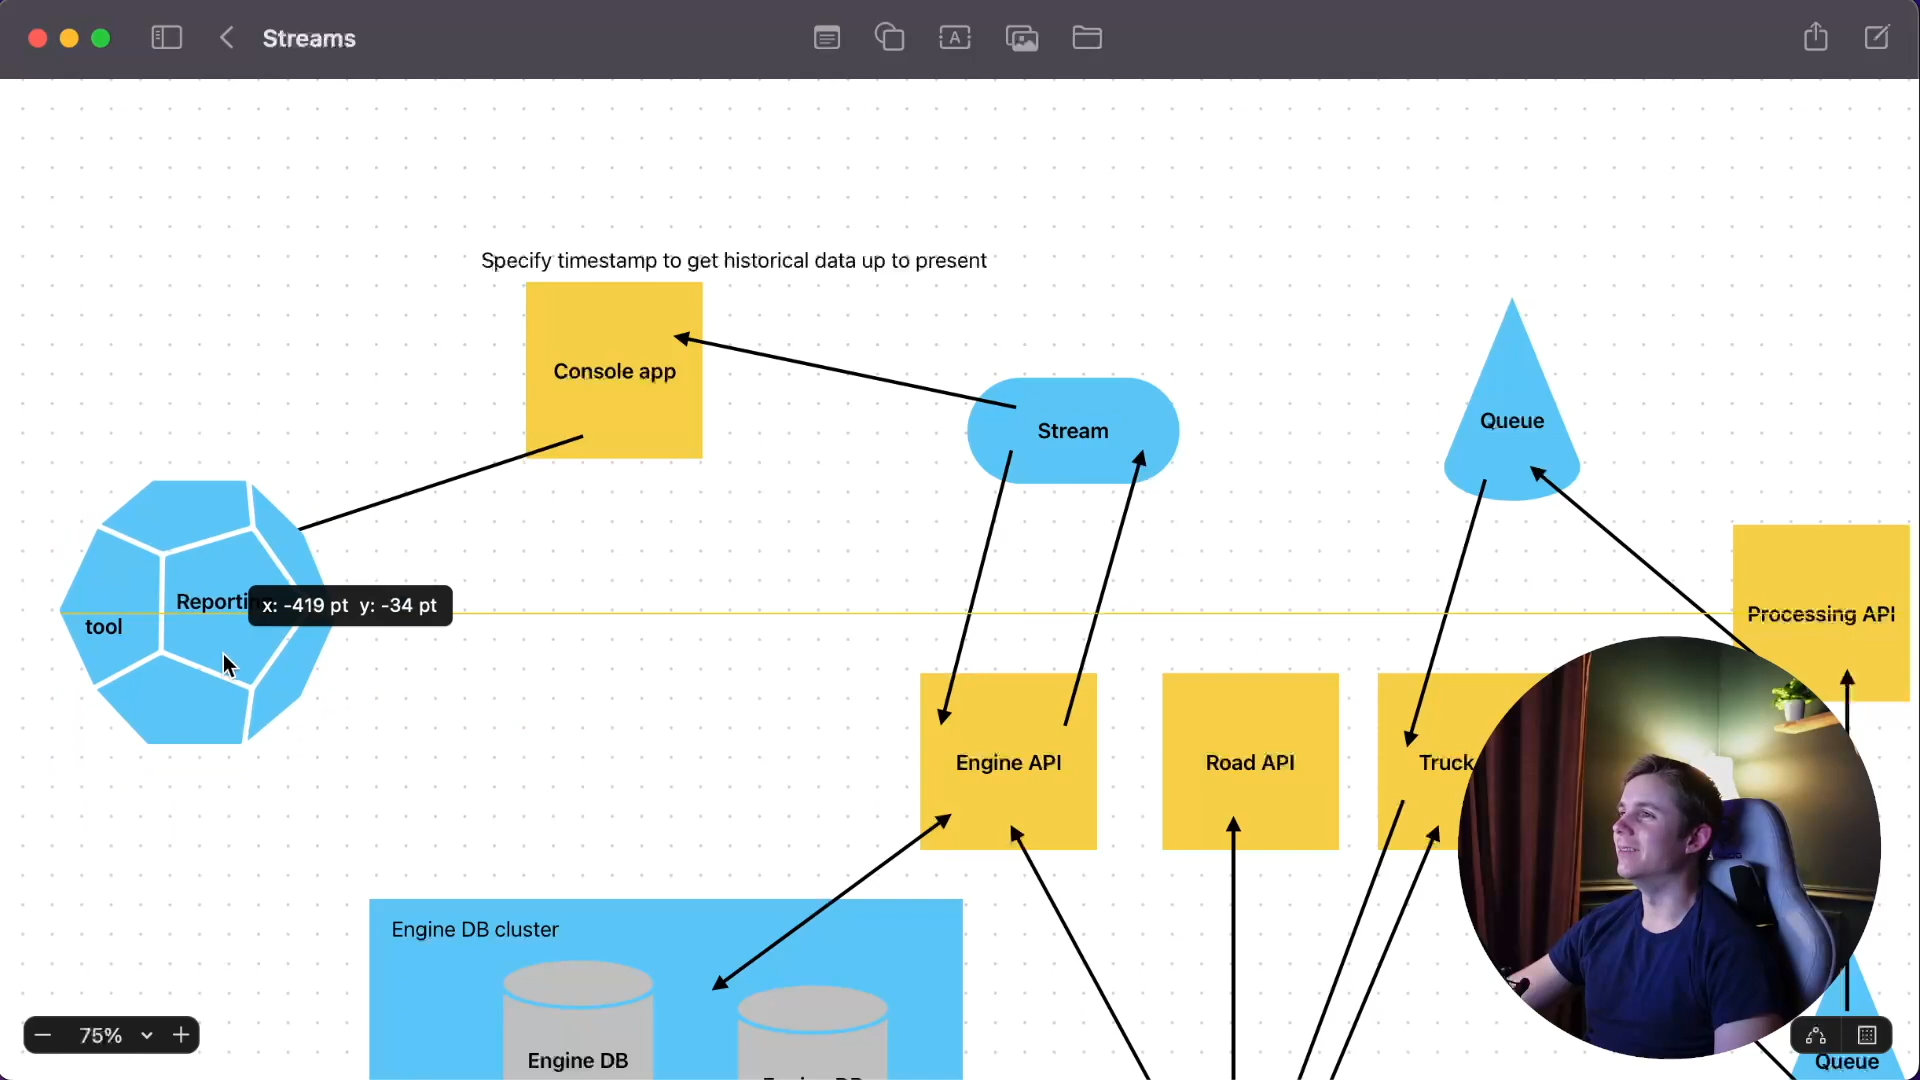 Streams
Specify timestamp to get historical data up to present
Console app
Stream
Queue
Reporti
x: -419 pt y: -34 pt
tool
Processing API
Engine API
Road API
Truck
Engine DB cluster
Engine DB
75%
Queue